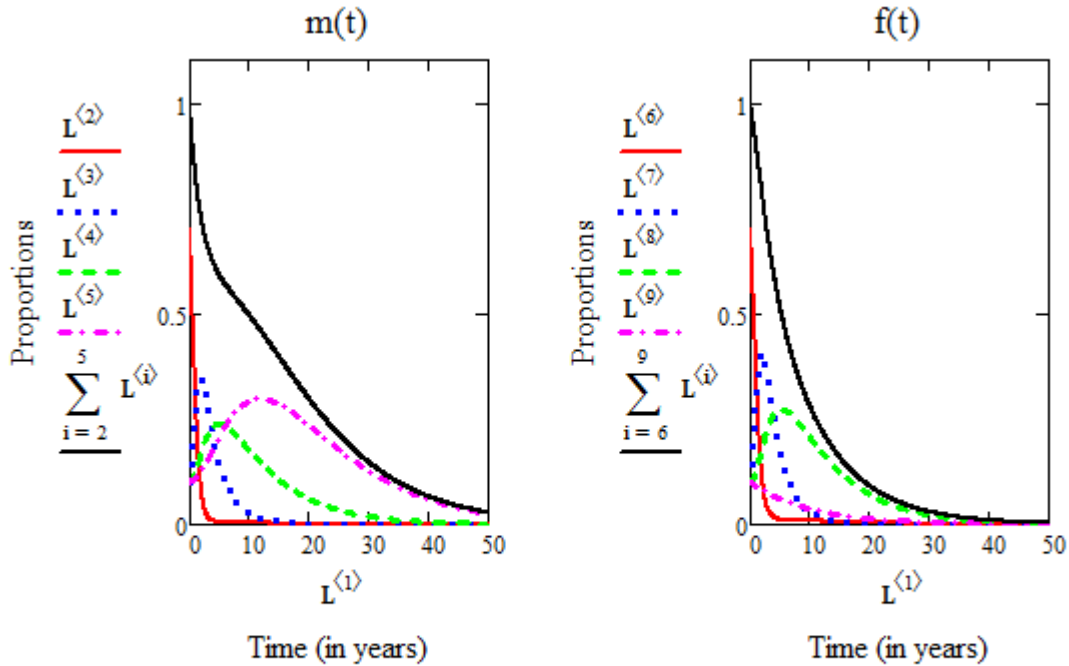 m(t)
Proportions
L⟨2⟩
L⟨3⟩
L⟨4⟩
L⟨5⟩
5
∑ L⟨i⟩
i = 2
1
0.5
0
0 10 20 30 40 50
L⟨1⟩
Time (in years)
f(t)
Proportions
L⟨6⟩
L⟨7⟩
L⟨8⟩
L⟨9⟩
9
∑ L⟨i⟩
i = 6
1
0.5
0
0 10 20 30 40 50
L⟨1⟩
Time (in years)